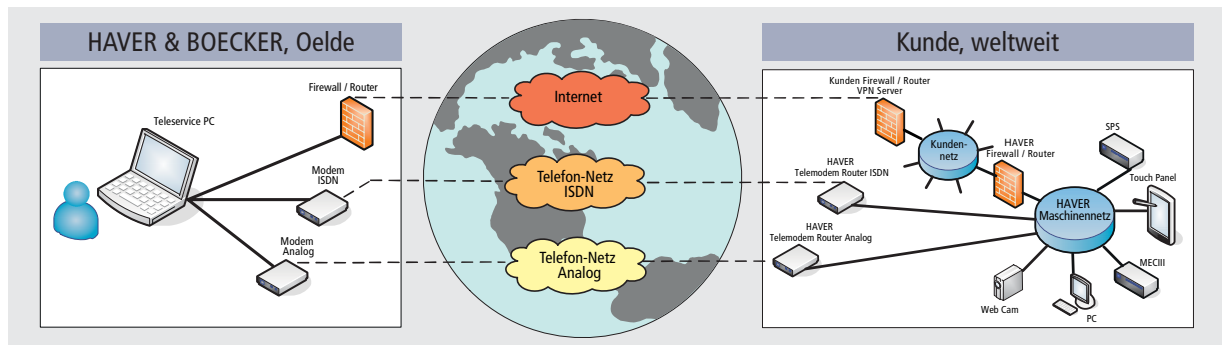 HAVER & BOECKER, Oelde
Firewall / Router
Teleservice PC
Modem
ISDN
Modem
Analog
Internet
Telefon-Netz
ISDN
Telefon-Netz
Analog
Kunde, weltweit
Kunden Firewall / Router
VPN Server
Kunden-
netz
HAVER
Firewall / Router
SPS
HAVER
Telemodem Router ISDN
Touch Panel
HAVER
Maschinennetz
HAVER
Telemodem Router Analog
MECIII
Web Cam
PC